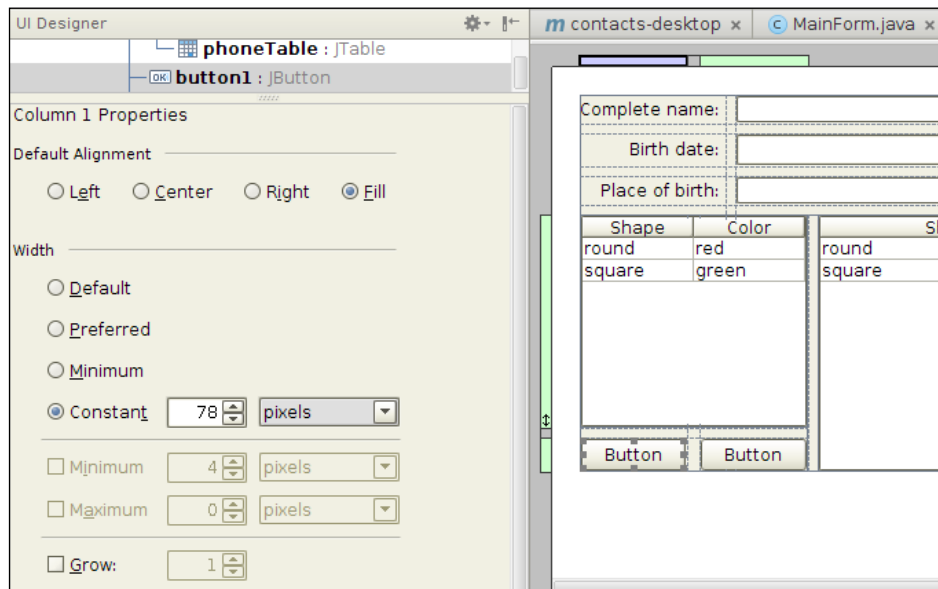 UI Designer
phoneTable : JTable
button1 : JButton
Column 1 Properties
Default Alignment
Left Center Right Fill
Width
Default
Preferred
Minimum
Constant 78 pixels
Minimum 4 pixels
Maximum 0 pixels
Grow: 1
m contacts-desktop × C MainForm.java ×
Complete name:
Birth date:
Place of birth:
Shape Color S
round red round
square green square
Button Button